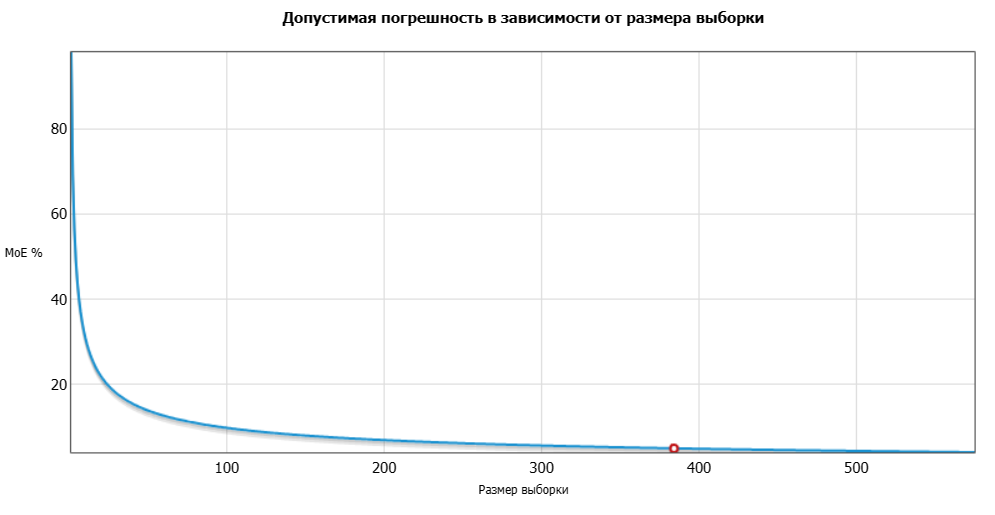 Допустимая погрешность в зависимости от размера выборки
80
60
MoE %
40
20
100 200 300 400 500
Размер выборки